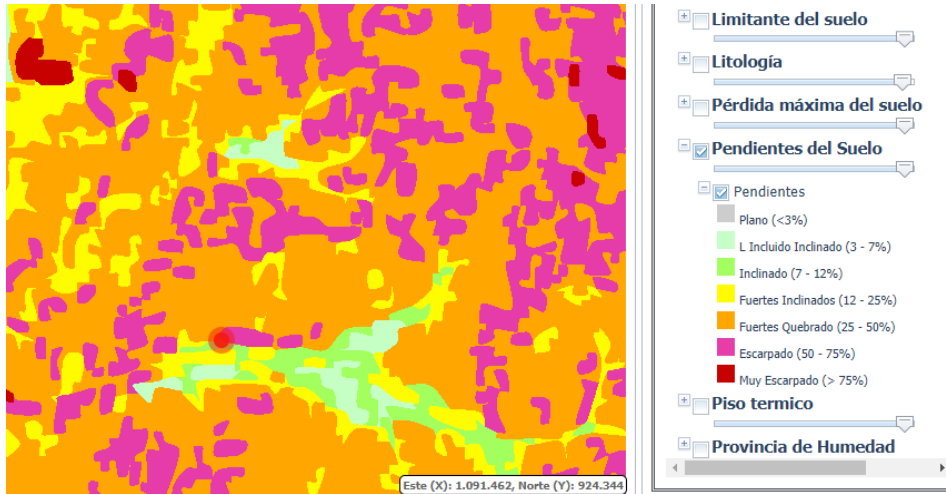 Limitante del suelo
Litología
Pérdida máxima del suelo
Pendientes del Suelo
Pendientes
Plano (<3%)
L Incluido Inclinado (3 - 7%)
Inclinado (7 - 12%)
Fuertes Inclinados (12 - 25%)
Fuertes Quebrado (25 - 50%)
Escarpado (50 - 75%)
Muy Escarpado (> 75%)
Piso termico
Provincia de Humedad
Este (X): 1.091.462, Norte (Y): 924.344